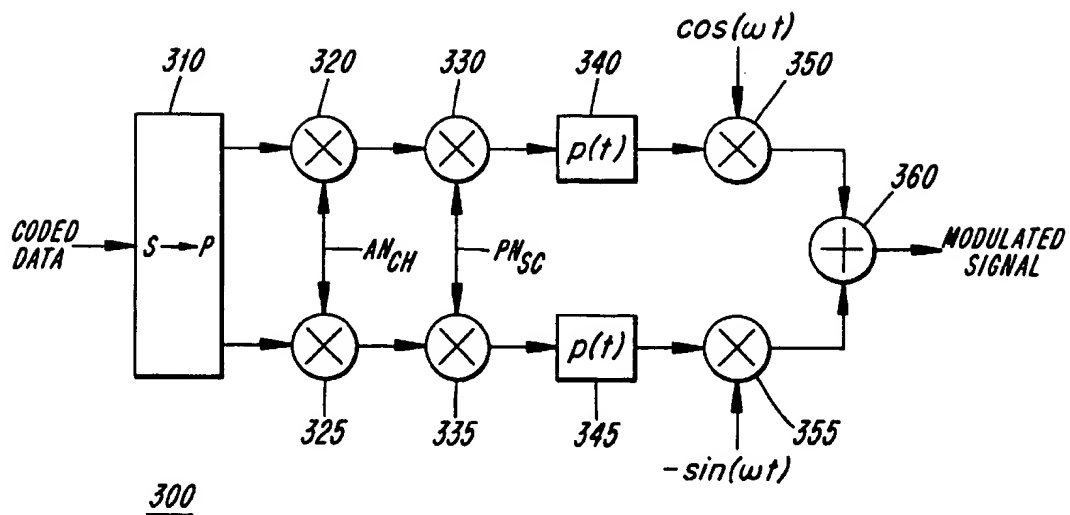 cos(ωt)
310 320 330 340 350
p(t)
360
CODED DATA
S→P
AN_CH
PN_SC
+
MODULATED SIGNAL
p(t)
325 335 345 355
-sin(ωt)
300